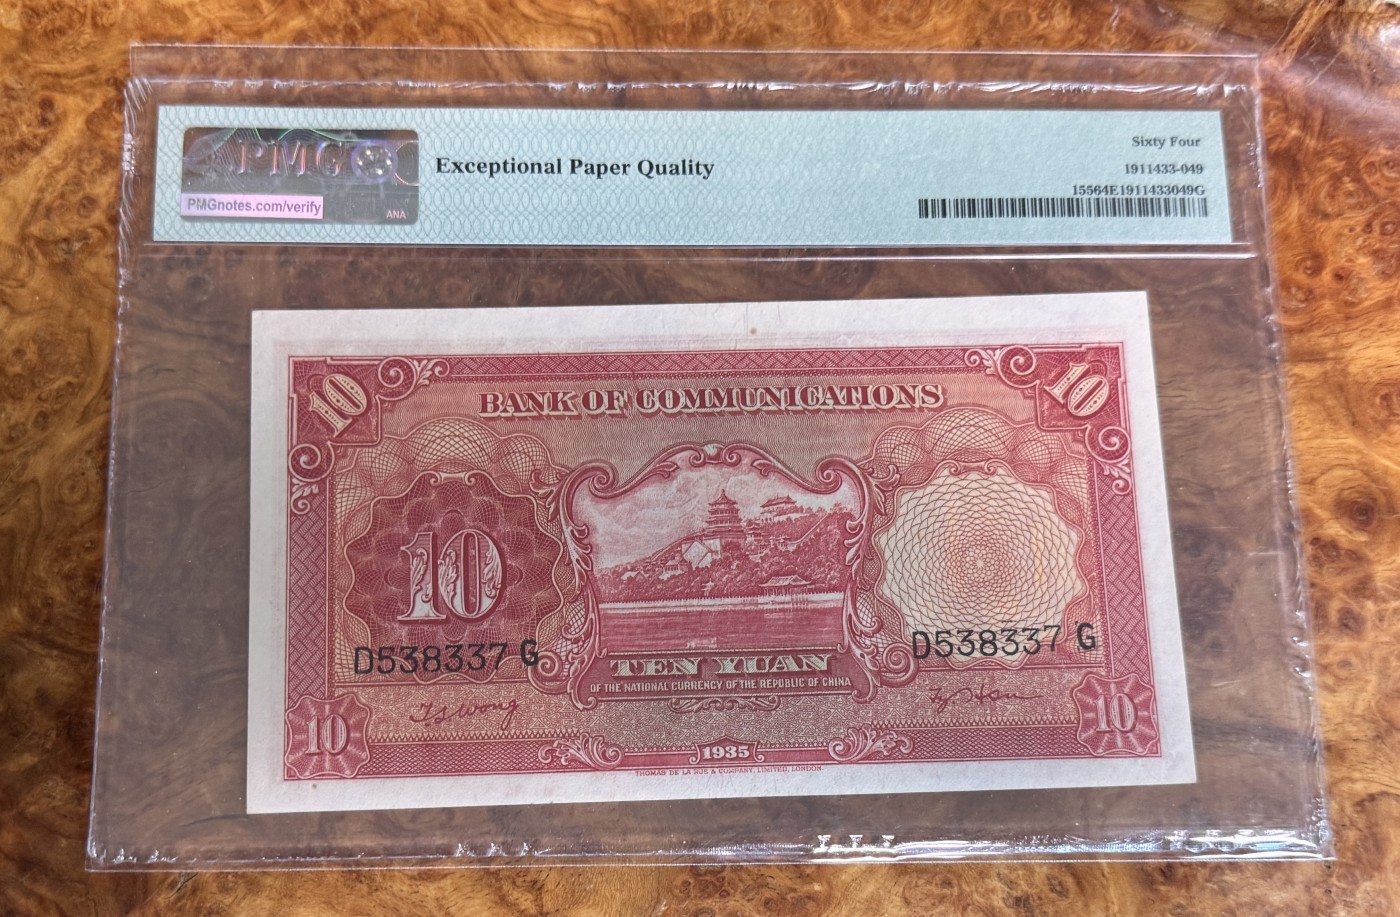 PMG
PMGnotes.com/verify
ANA
Exceptional Paper Quality
Sixty Four
1911433-049
15564E1911433049G
10
10
BANK OF COMMUNICATIONS
10
D538337 G
D538337 G
TEN YUAN
OF THE NATIONAL CURRENCY OF THE REPUBLIC OF CHINA
T S Wong
10
10
1935
THOMAS DE LA RUE & COMPANY, LIMITED, LONDON.